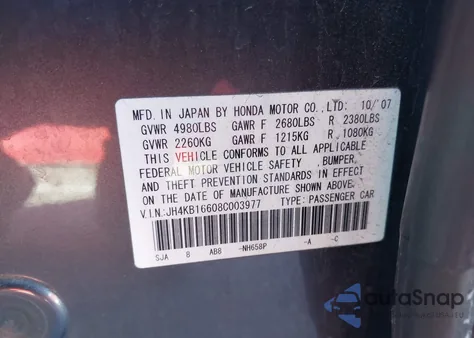 MFD. IN JAPAN BY HONDA MOTOR CO., LTD: 10/07
GVWR 4980LBS GAWR F 2680LBS R 2380LBS
GVWR 2260KG GAWR F 1215KG R 1080KG
THIS VEHICLE CONFORMS TO ALL APPLICABLE
FEDERAL MOTOR VEHICLE SAFETY, BUMPER,
AND THEFT PREVENTION STANDARDS IN EFFECT
ON THE DATE OF MANUFACTURE SHOWN ABOVE.
V.I.N:JH4KB16608C003977 TYPE: PASSENGER CAR
SJA 8 AB8 -NH658P -A -C
autoSnap